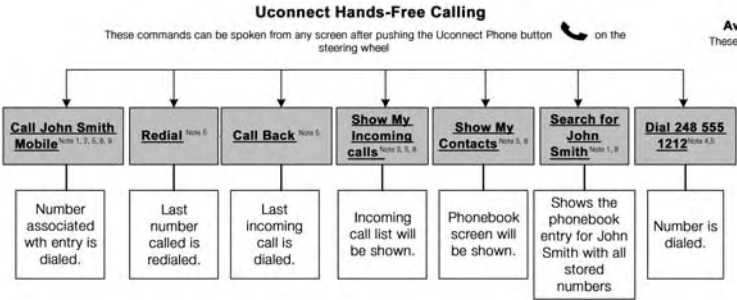 Uconnect Hands-Free Calling
These commands can be spoken from any screen after pushing the Uconnect Phone button on the
steering wheel
Av
These
Call John Smith
Mobile Note 1, 2, 5, 8, 9
Redial Note 5
Call Back Note 5
Show My
Incoming
calls Note 3, 5, 8
Show My
Contacts Note 5, 8
Search for
John
Smith Note 1, 8
Dial 248 555
1212 Note 4,5
Number
associated
wth entry is
dialed.
Last
number
called is
redialed.
Last
incoming
call is
dialed.
Incoming
call list will
be shown.
Phonebook
screen will
be shown.
Shows the
phonebook
entry for John
Smith with all
stored
numbers
Number is
dialed.